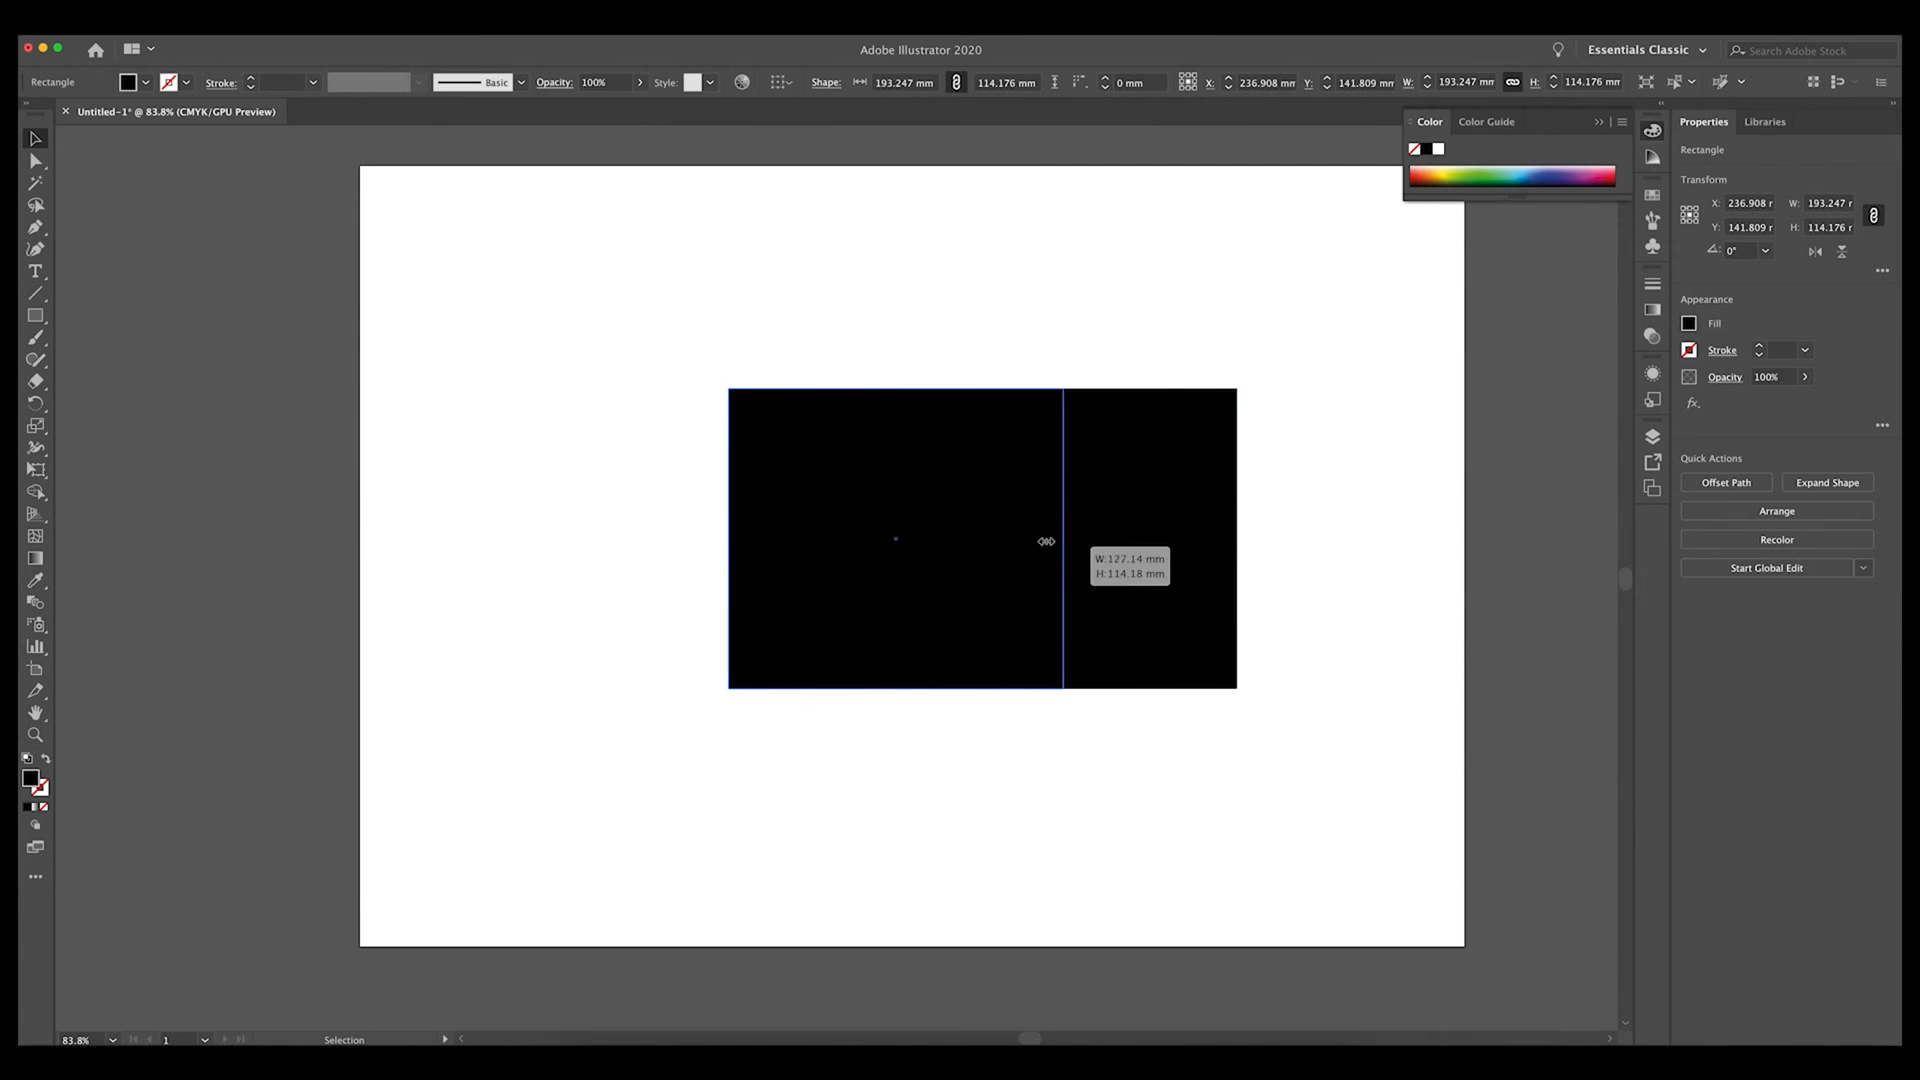 Adobe Illustrator 2020
Essentials Classic
Search Adobe Stock
Rectangle
Stroke:
Basic
Opacity: 100%
Style:
Shape: 193.247 mm
114.176 mm
0 mm
X: 236.908 mm
Y: 141.809 mm
W: 193.247 mm
H: 114.176 mm
Untitled-1* @ 83.8% (CMYK/GPU Preview)
Color
Color Guide
Properties
Libraries
Rectangle
Transform
X: 236.908 r
W: 193.247 r
Y: 141.809 r
H: 114.176 r
0°
Appearance
Fill
Stroke
Opacity 100%
fx.
Quick Actions
Offset Path
Expand Shape
Arrange
Recolor
Start Global Edit
W:127.14 mm
H:114.18 mm
83.8%
1
Selection